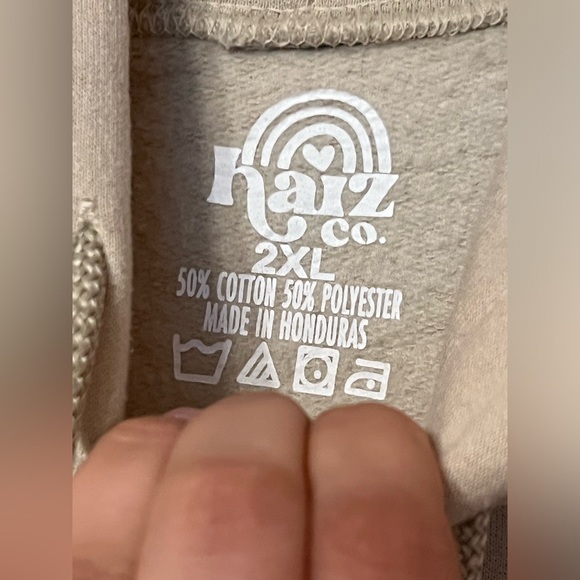 haiz
co.
2XL
50% COTTON 50% POLYESTER
MADE IN HONDURAS